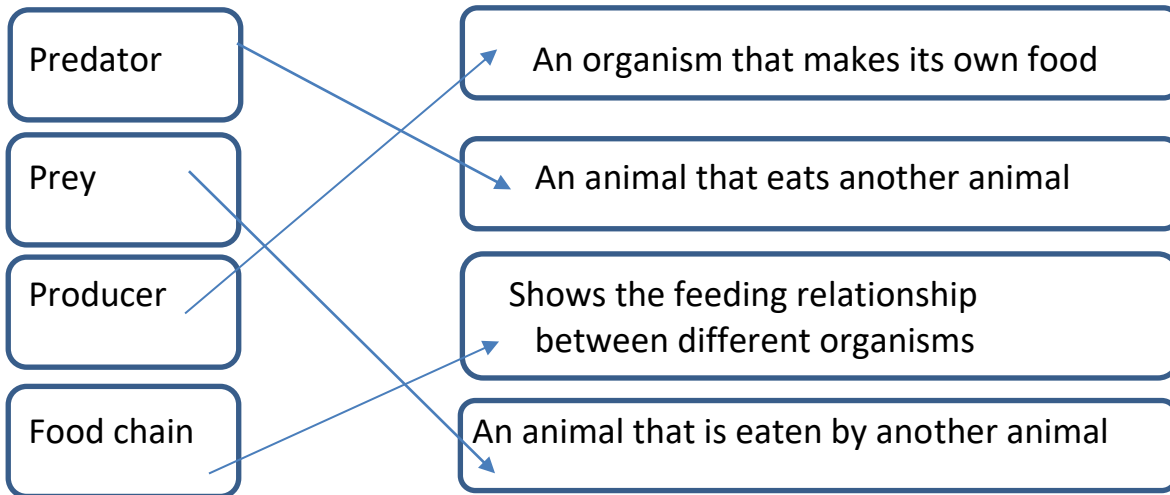 Predator
An organism that makes its own food
Prey
An animal that eats another animal
Producer
Shows the feeding relationship
between different organisms
Food chain
An animal that is eaten by another animal